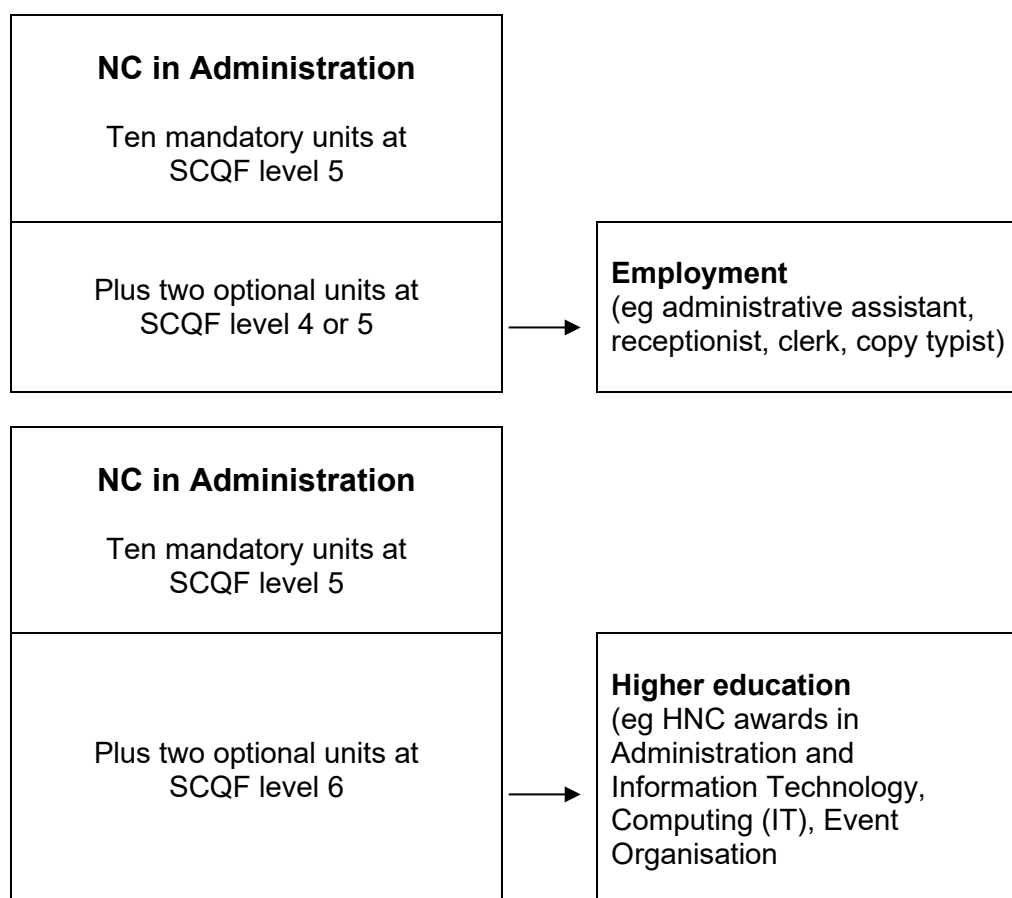 NC in Administration
Ten mandatory units at
SCQF level 5
Plus two optional units at
SCQF level 4 or 5
Employment
(eg administrative assistant,
receptionist, clerk, copy typist)
NC in Administration
Ten mandatory units at
SCQF level 5
Plus two optional units at
SCQF level 6
Higher education
(eg HNC awards in
Administration and
Information Technology,
Computing (IT), Event
Organisation